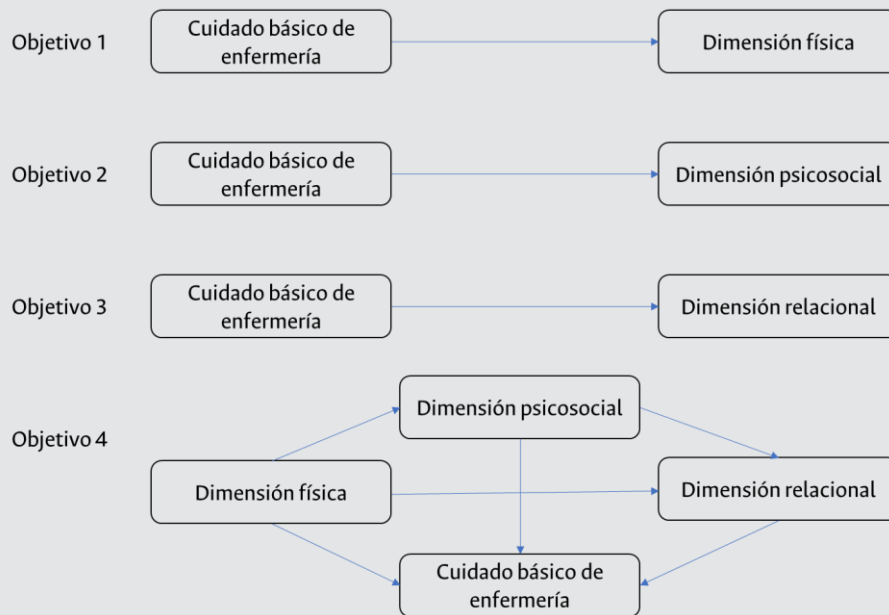 Objetivo 1
Cuidado básico de
enfermería
Dimensión física
Objetivo 2
Cuidado básico de
enfermería
Dimensión psicosocial
Objetivo 3
Cuidado básico de
enfermería
Dimensión relacional
Objetivo 4
Dimensión psicosocial
Dimensión física
Dimensión relacional
Cuidado básico de
enfermería